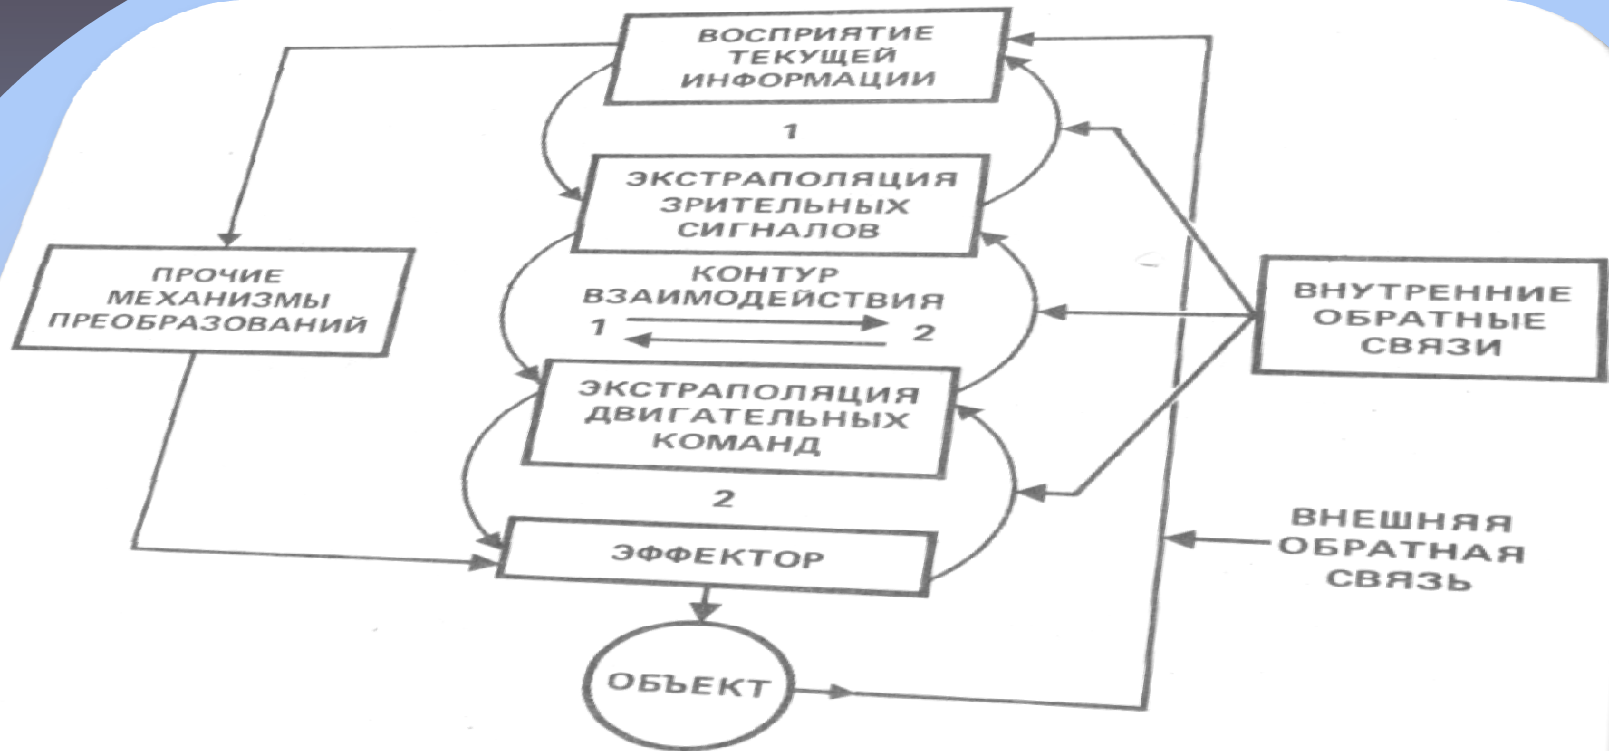 ВОСПРИЯТИЕ
ТЕКУЩЕЙ
ИНФОРМАЦИИ
1
ЭКСТРАПОЛЯЦИЯ
ЗРИТЕЛЬНЫХ
СИГНАЛОВ
ПРОЧИЕ
МЕХАНИЗМЫ
ПРЕОБРАЗОВАНИЙ
КОНТУР
ВЗАИМОДЕЙСТВИЯ
1 2
ВНУТРЕННИЕ
ОБРАТНЫЕ
СВЯЗИ
ЭКСТРАПОЛЯЦИЯ
ДВИГАТЕЛЬНЫХ
КОМАНД
2
ЭФФЕКТОР
ВНЕШНЯЯ
ОБРАТНАЯ
СВЯЗЬ
ОБЪЕКТ